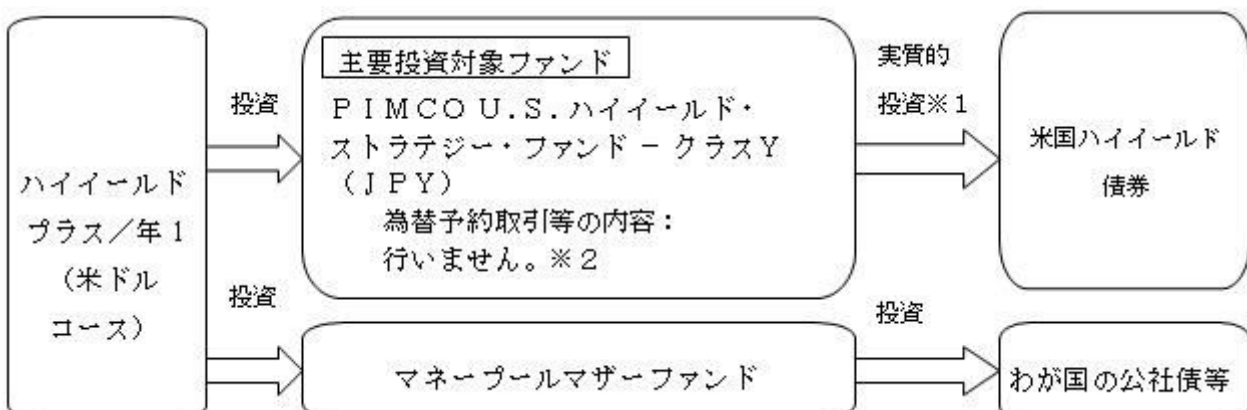 ハイイールド
プラス／年１
（米ドル
コース）
投資
主要投資対象ファンド
ＰＩＭＣＯ Ｕ.Ｓ.ハイイールド・
ストラテジー・ファンド － クラスＹ
（ＪＰＹ）
為替予約取引等の内容：
行いません。※２
実質的
投資※１
米国ハイイールド
債券
投資
マネープールマザーファンド
投資
わが国の公社債等